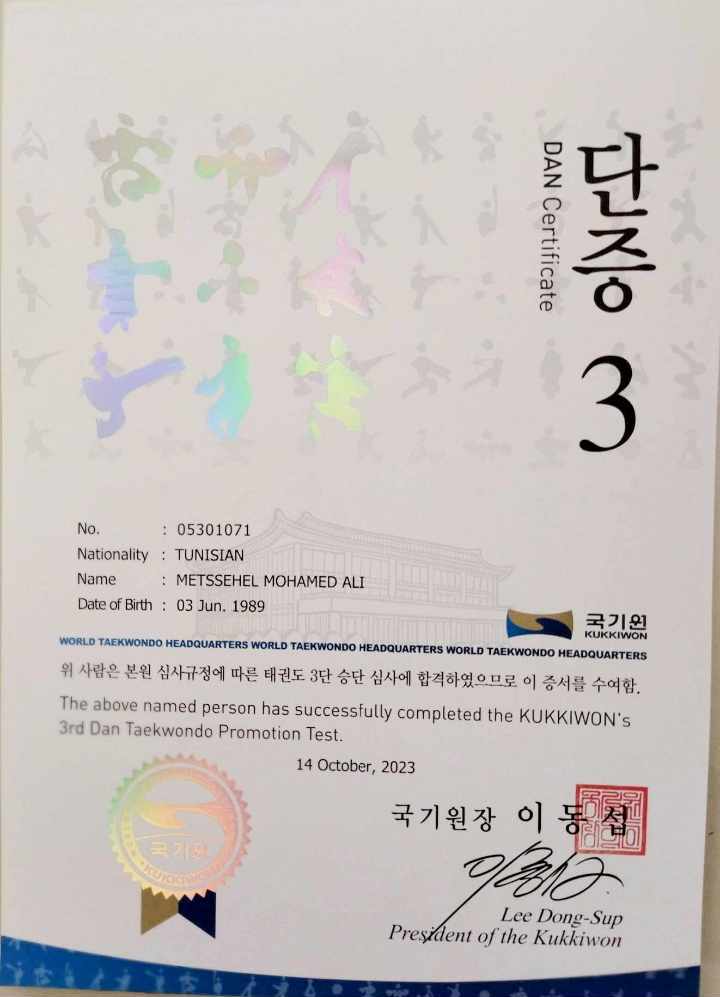 단증
DAN Certificate
3
No. : 05301071
Nationality : TUNISIAN
Name : METSSEHEL MOHAMED ALI
Date of Birth : 03 Jun. 1989
국기원
KUKKIWON
WORLD TAEKWONDO HEADQUARTERS WORLD TAEKWONDO HEADQUARTERS WORLD TAEKWONDO HEADQUARTERS
위 사람은 본원 심사규정에 따른 태권도 3단 승단 심사에 합격하였으므로 이 증서를 수여함.
The above named person has successfully completed the KUKKIWON's
3rd Dan Taekwondo Promotion Test.
14 October, 2023
국기원장 이동섭
국기원
KUKKIWON
Lee Dong-Sup
President of the Kukkiwon